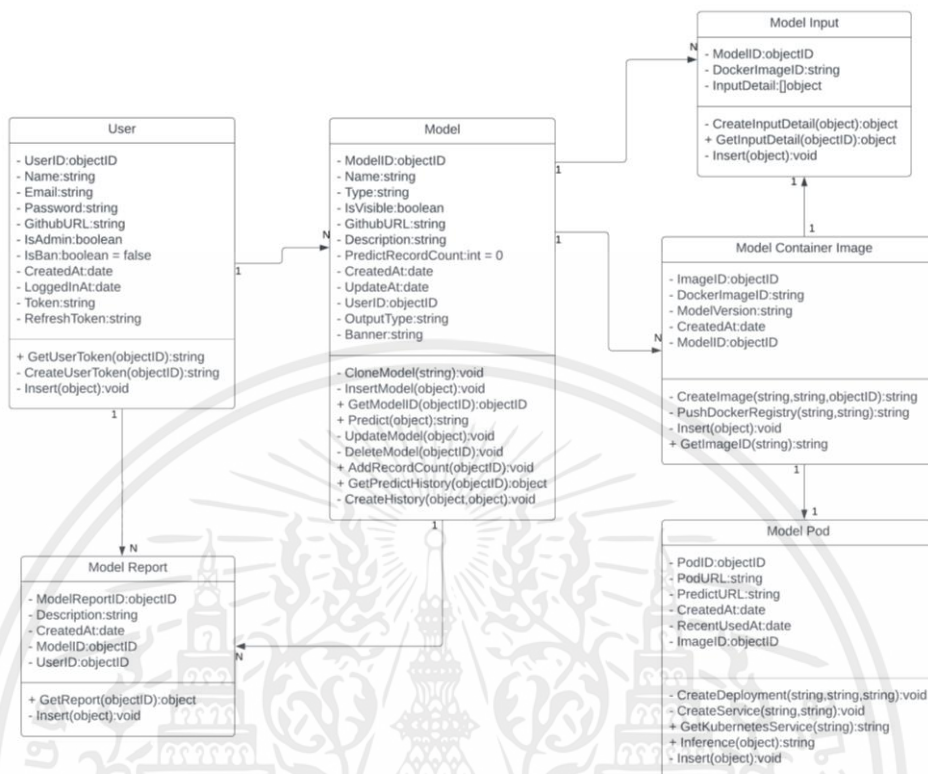 User
- UserID:objectID
- Name:string
- Email:string
- Password:string
- GithubURL:string
- IsAdmin:boolean
- IsBan:boolean = false
- CreatedAt:date
- LoggedInAt:date
- Token:string
- RefreshToken:string
+ GetUserToken(objectID):string
- CreateUserToken(objectID):string
- Insert(object):void
1
1
N
Model
- ModelID:objectID
- Name:string
- Type:string
- IsVisible:boolean
- GithubURL:string
- Description:string
- PredictRecordCount:int = 0
- CreatedAt:date
- UpdateAt:date
- UserID:objectID
- OutputType:string
- Banner:string
- CloneModel(string):void
- InsertModel(object):void
+ GetModelID(objectID):objectID
+ Predict(object):string
- UpdateModel(object):void
- DeleteModel(objectID):void
+ AddRecordCount(objectID):void
+ GetPredictHistory(objectID):object
- CreateHistory(object,object):void
1
1
1
N
Model Input
- ModelID:objectID
- DockerImageID:string
- InputDetail:[]object
- CreateInputDetail(object):object
+ GetInputDetail(objectID):object
- Insert(object):void
1
1
N
Model Container Image
- ImageID:objectID
- DockerImageID:string
- ModelVersion:string
- CreatedAt:date
- ModelID:objectID
- CreateImage(string,string,objectID):string
- PushDockerRegistry(string,string):string
- Insert(object):void
+ GetImageID(string):string
1
1
Model Pod
- PodID:objectID
- PodURL:string
- PredictURL:string
- CreatedAt:date
- RecentUsedAt:date
- ImageID:objectID
- CreateDeployment(string,string,string):void
- CreateService(string,string):void
+ GetKubernetesService(string):string
+ Inference(object):string
- Insert(object):void
N
N
Model Report
- ModelReportID:objectID
- Description:string
- CreatedAt:date
- ModelID:objectID
- UserID:objectID
+ GetReport(objectID):object
- Insert(object):void